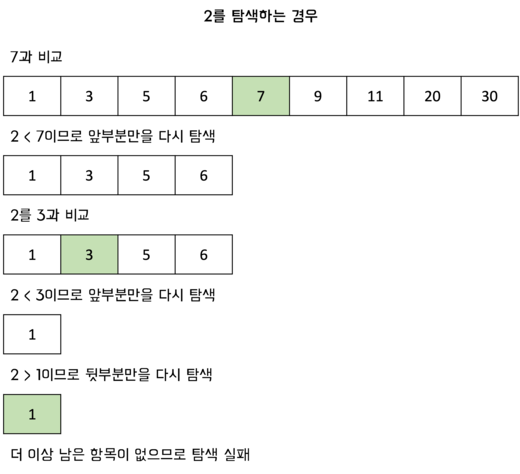 2를 탐색하는 경우
7과 비교
1 3 5 6 7 9 11 20 30
2 < 7이므로 앞부분만을 다시 탐색
1 3 5 6
2를 3과 비교
1 3 5 6
2 < 3이므로 앞부분만을 다시 탐색
1
2 > 1이므로 뒷부분만을 다시 탐색
1
더 이상 남은 항목이 없으므로 탐색 실패